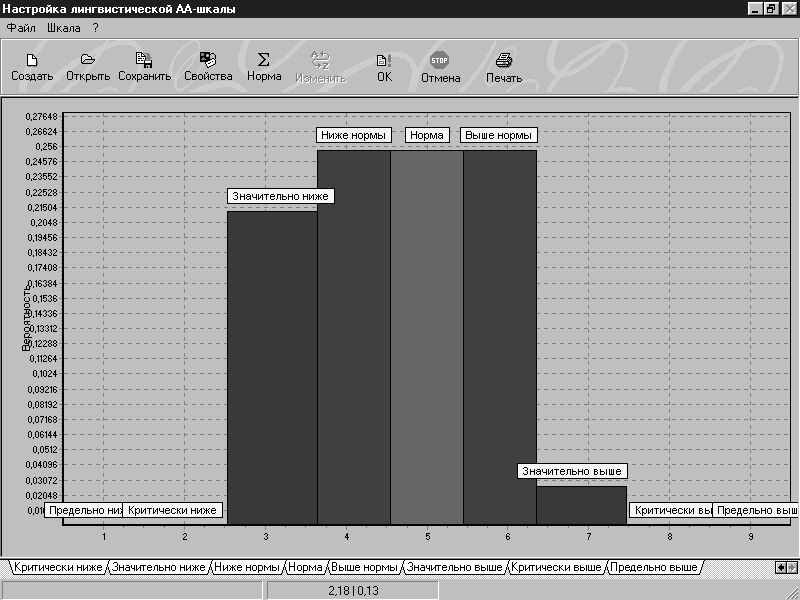 Настройка лингвистической АА-шкалы
Файл Шкала ?
Создать Открыть Сохранить Свойства Норма Изменить ОК Отмена Печать
STOP
0,27648
0,26624
0,256
0,24576
0,23552
0,22528
0,21504
0,2048
0,19456
0,18432
0,17408
0,16384
0,1536
0,14336
0,13312
0,12288
0,11264
0,1024
0,09216
0,08192
0,07168
0,06144
0,0512
0,04096
0,03072
0,02048
Вероятность
Ниже нормы Норма Выше нормы
Значительно ниже
Значительно выше
Предельно Критически ниже Критически Предельно
1 2 3 4 5 6 7 8 9
Критически ниже Значительно ниже Ниже нормы Норма Выше нормы Значительно выше Критически выше Предельно выше
2,18|0,13